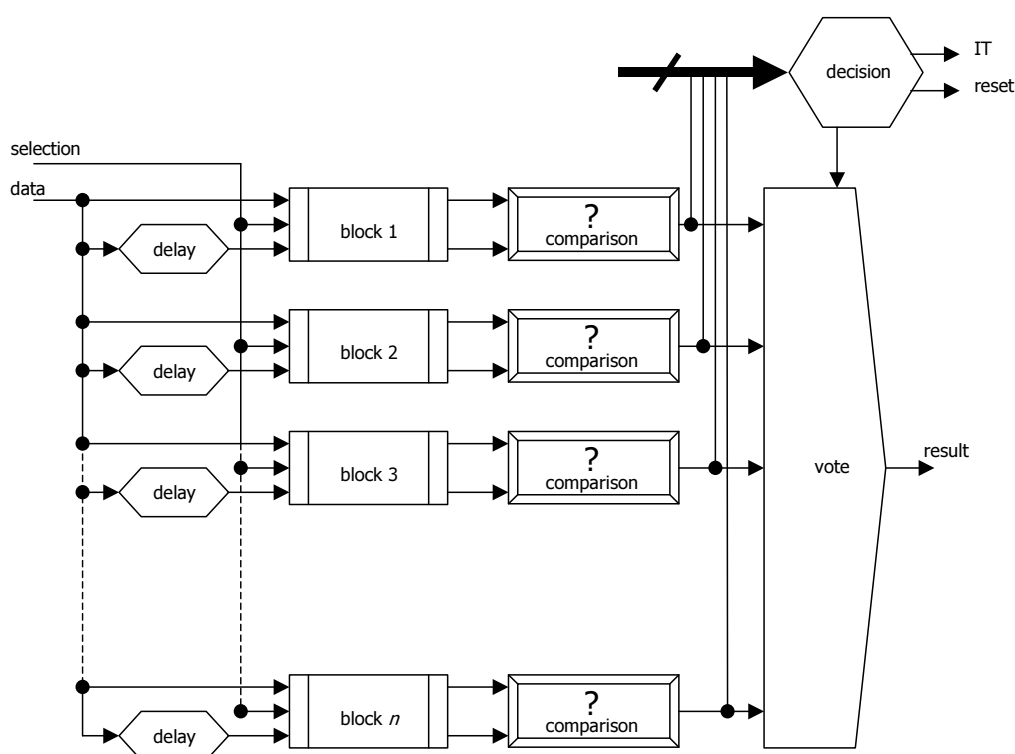 IT
decision
reset
selection
data
block 1
?
comparison
delay
block 2
?
comparison
delay
block 3
?
comparison
delay
result
vote
block n
?
comparison
delay